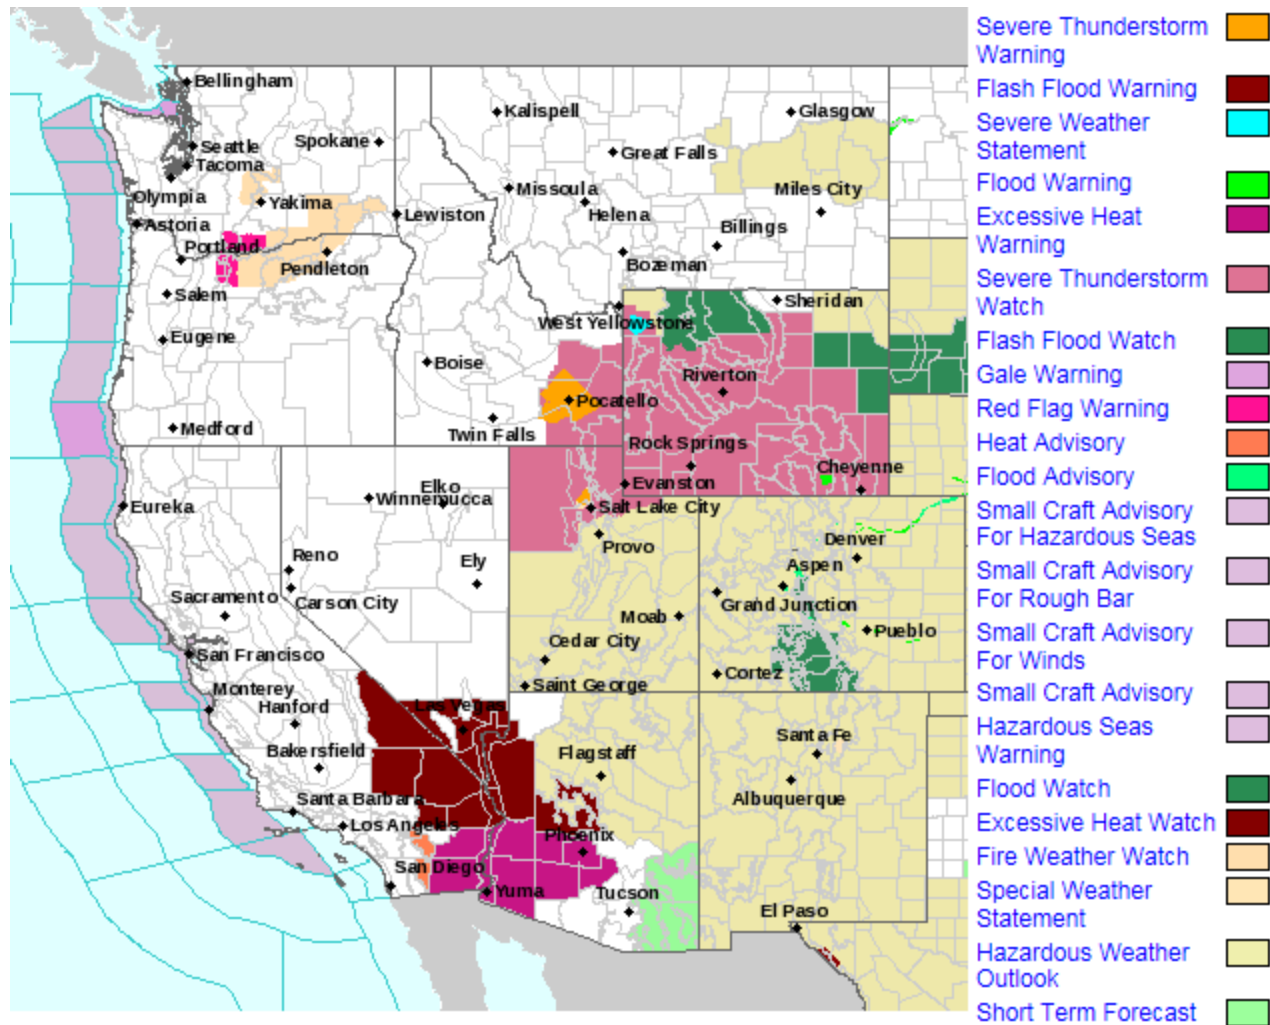 Bellingham
Kalispell
Glasgow
Spokane
Seattle
Great Falls
Tacoma
Missoula
Miles City
Olympia
Yakima
Lewiston
Helena
Astoria
Billings
Portland
Pendleton
Bozeman
Salem
Sheridan
West Yellowstone
Eugene
Boise
Riverton
Pocatello
Medford
Twin Falls
Rock Springs
Cheyenne
Elko
Evanston
Winnemucca
Eureka
Salt Lake City
Denver
Provo
Reno
Ely
Aspen
Sacramento
Carson City
Grand Junction
Moab
Pueblo
Cedar City
San Francisco
Cortez
Saint George
Monterey
Hanford
Las Vegas
Santa Fe
Bakersfield
Flagstaff
Santa Barbara
Albuquerque
Los Angeles
Phoenix
San Diego
Yuma
Tucson
El Paso
Severe Thunderstorm
Warning
Flash Flood Warning
Severe Weather
Statement
Flood Warning
Excessive Heat
Warning
Severe Thunderstorm
Watch
Flash Flood Watch
Gale Warning
Red Flag Warning
Heat Advisory
Flood Advisory
Small Craft Advisory
For Hazardous Seas
Small Craft Advisory
For Rough Bar
Small Craft Advisory
For Winds
Small Craft Advisory
Hazardous Seas
Warning
Flood Watch
Excessive Heat Watch
Fire Weather Watch
Special Weather
Statement
Hazardous Weather
Outlook
Short Term Forecast